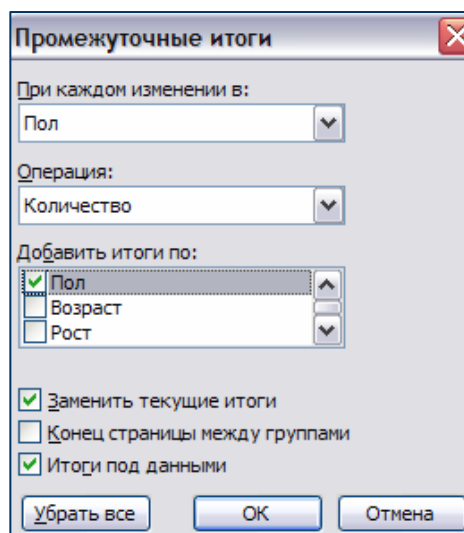 Промежуточные итоги
При каждом изменении в:
Пол
Операция:
Количество
Добавить итоги по:
Пол
Возраст
Рост
Заменить текущие итоги
Конец страницы между группами
Итоги под данными
Убрать все ОК Отмена